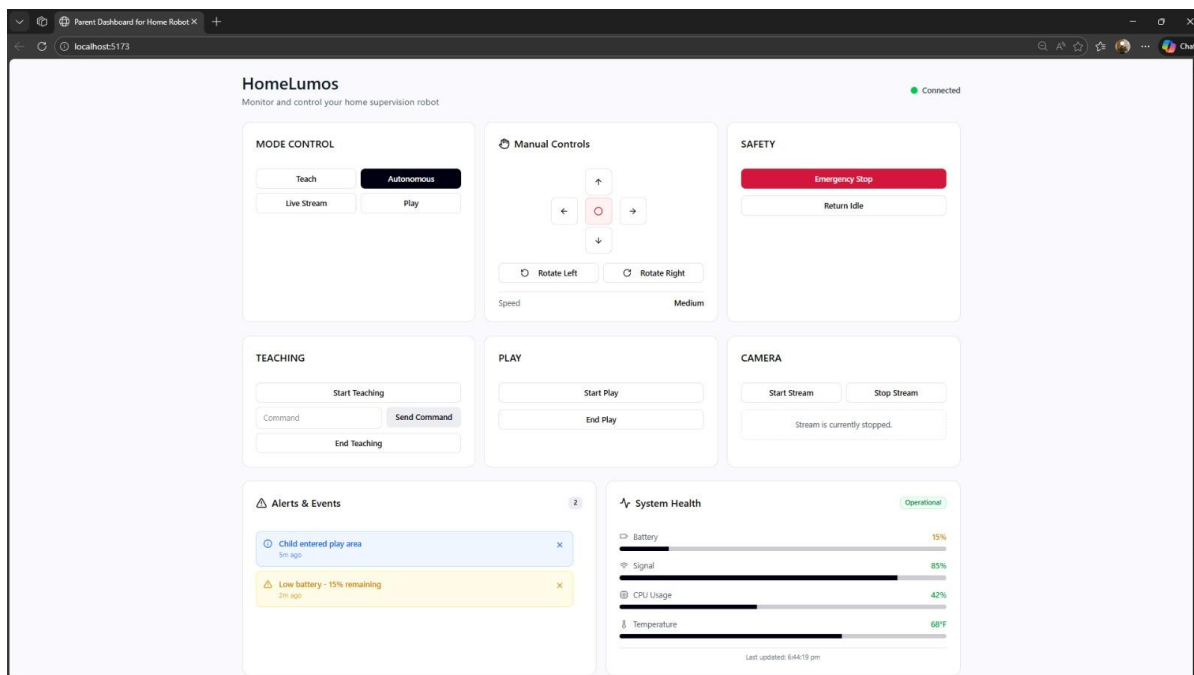 Parent Dashboard for Home Robot
localhost:5173
Chat
HomeLumos
Monitor and control your home supervision robot
Connected
MODE CONTROL
Teach
Autonomous
Live Stream
Play
Manual Controls
Rotate Left
Rotate Right
Speed
Medium
SAFETY
Emergency Stop
Return Idle
TEACHING
Start Teaching
Command
Send Command
End Teaching
PLAY
Start Play
End Play
CAMERA
Start Stream
Stop Stream
Stream is currently stopped.
Alerts & Events
2
Child entered play area
5m ago
Low battery - 15% remaining
2m ago
System Health
Operational
Battery
15%
Signal
85%
CPU Usage
42%
Temperature
68°F
Last updated: 6:44:19 pm